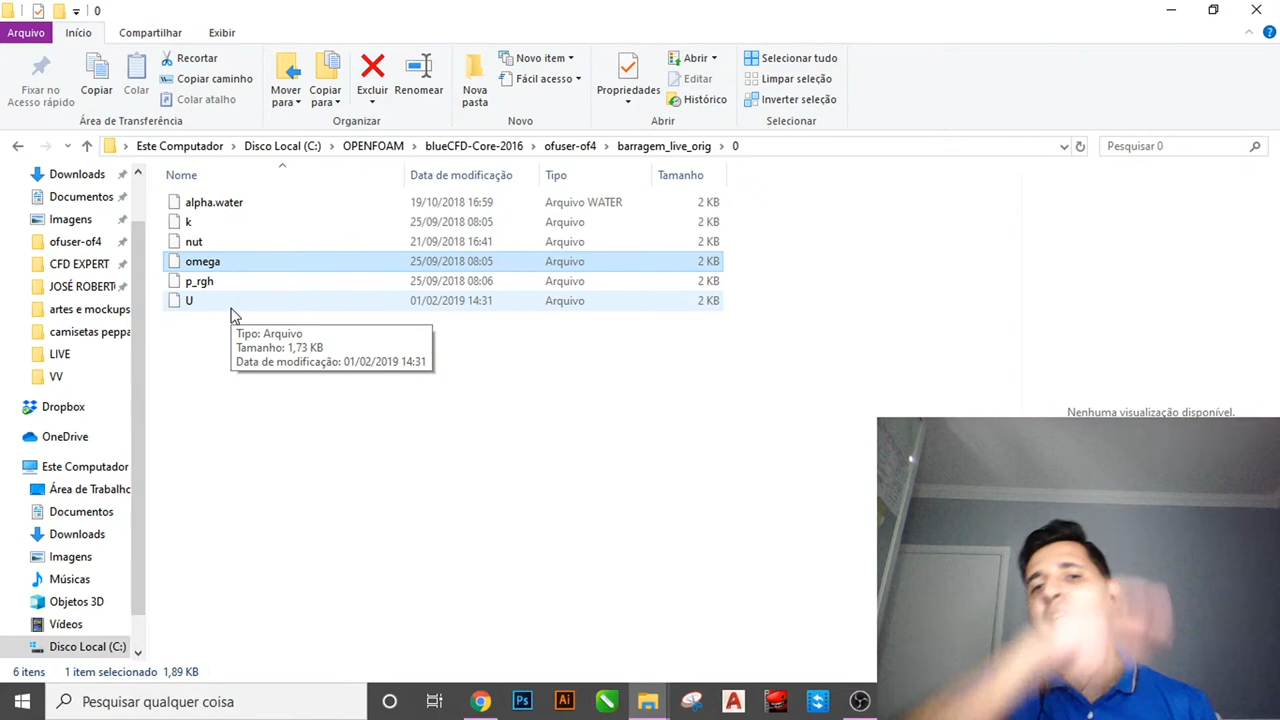 0
Arquivo Início Compartilhar Exibir
Fixar no Acesso rápido
Copiar
Colar
Recortar
Copiar caminho
Colar atalho
Mover para
Copiar para
Excluir
Renomear
Nova pasta
Novo item
Fácil acesso
Propriedades
Abrir
Editar
Histórico
Selecionar tudo
Limpar seleção
Inverter seleção
Área de Transferência Organizar Novo Abrir Selecionar
Este Computador Disco Local (C:) OPENFOAM blueCFD-Core-2016 ofuser-of4 barragem_live_orig 0 Pesquisar 0
Nome Data de modificação Tipo Tamanho
alpha.water 19/10/2018 16:59 Arquivo WATER 2 KB
k 25/09/2018 08:05 Arquivo 2 KB
nut 21/09/2018 16:41 Arquivo 2 KB
omega 25/09/2018 08:05 Arquivo 2 KB
p_rgh 25/09/2018 08:06 Arquivo 2 KB
U 01/02/2019 14:31 Arquivo 2 KB
Tipo: Arquivo
Tamanho: 1,73 KB
Data de modificação: 01/02/2019 14:31
Downloads
Documentos
Imagens
ofuser-of4
CFD EXPERT
JOSÉ ROBERT
artes e mockups
camisetas peppa
LIVE
VV
Dropbox
OneDrive
Este Computador
Área de Trabalho
Documentos
Downloads
Imagens
Músicas
Objetos 3D
Vídeos
Disco Local (C:)
Nenhuma visualização disponível.
6 itens 1 item selecionado 1,89 KB
Pesquisar qualquer coisa
Ps
Ai
A